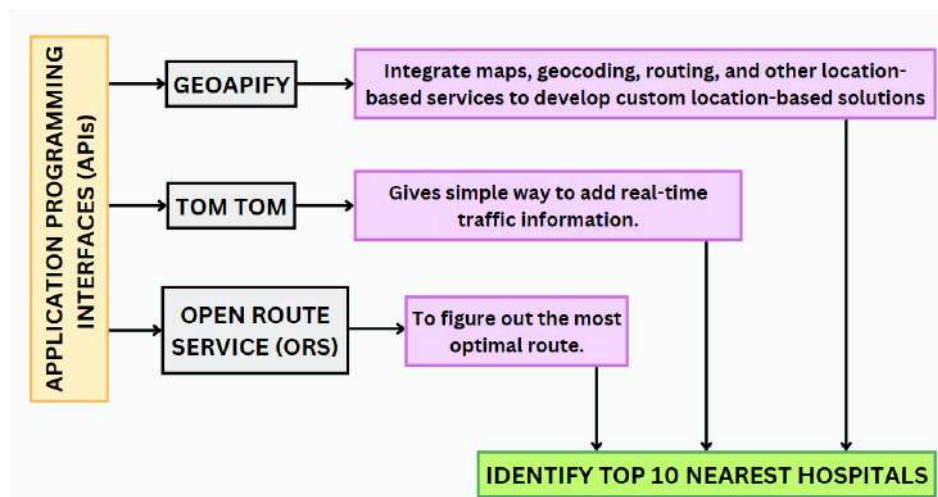 APPLICATION PROGRAMMING
INTERFACES (APIs)
GEOAPIFY
Integrate maps, geocoding, routing, and other location-
based services to develop custom location-based solutions
TOM TOM
Gives simple way to add real-time
traffic information.
OPEN ROUTE
SERVICE (ORS)
To figure out the most
optimal route.
IDENTIFY TOP 10 NEAREST HOSPITALS